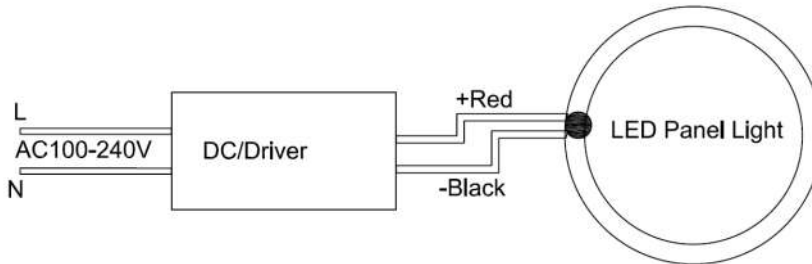 L
AC100-240V
N
DC/Driver
+Red
-Black
LED Panel Light